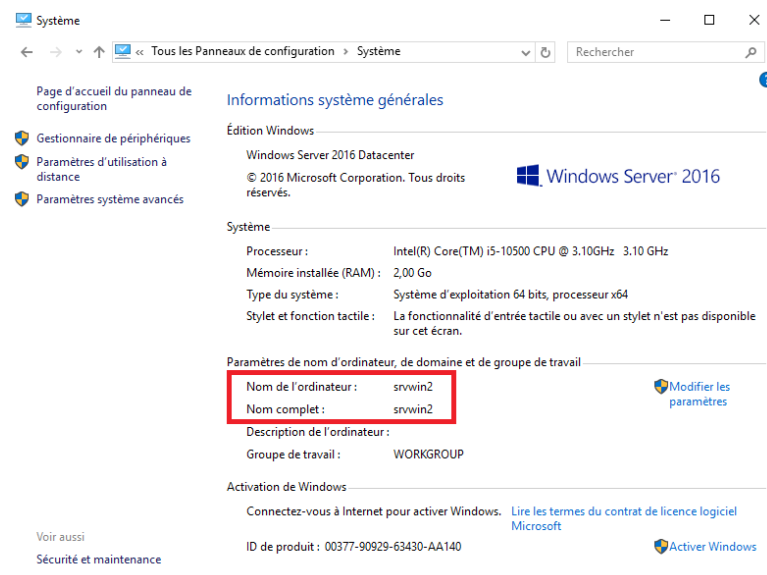 Système
« Tous les Panneaux de configuration > Système
Rechercher
Page d'accueil du panneau de
configuration
Gestionnaire de périphériques
Paramètres d'utilisation à
distance
Paramètres système avancés
Informations système générales
?
Édition Windows
Windows Server 2016 Datacenter
© 2016 Microsoft Corporation. Tous droits
réservés.
Windows Server® 2016
Système
Processeur : Intel(R) Core(TM) i5-10500 CPU @ 3.10GHz 3.10 GHz
Mémoire installée (RAM) : 2,00 Go
Type du système : Système d'exploitation 64 bits, processeur x64
Stylet et fonction tactile : La fonctionnalité d'entrée tactile ou avec un stylet n'est pas disponible
sur cet écran.
Paramètres de nom d'ordinateur, de domaine et de groupe de travail
Nom de l'ordinateur : srvwin2
Modifier les
paramètres
Nom complet : srvwin2
Description de l'ordinateur :
Groupe de travail : WORKGROUP
Activation de Windows
Connectez-vous à Internet pour activer Windows. Lire les termes du contrat de licence logiciel
Microsoft
ID de produit : 00377-90929-63430-AA140
Activer Windows
Voir aussi
Sécurité et maintenance